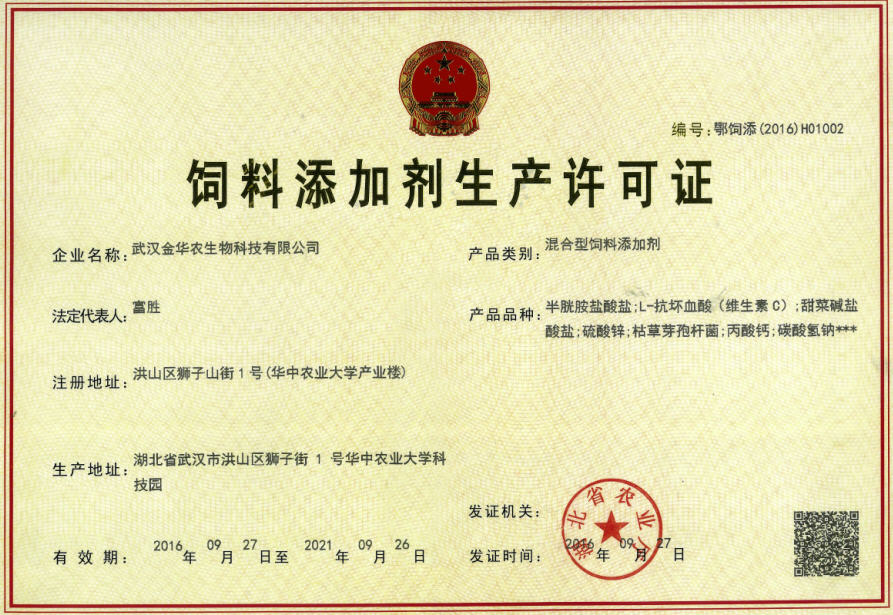 编号:鄂饲添(2016)H01002
饲料添加剂生产许可证
企业名称:武汉金华农生物科技有限公司
产品类别:混合型饲料添加剂
法定代表人:富胜
产品品种:半胱胺盐酸盐;L-抗坏血酸(维生素C);甜菜碱盐
酸盐;硫酸锌;枯草芽孢杆菌;丙酸钙;碳酸氢钠***
注册地址:洪山区狮子山街1号(华中农业大学产业楼)
生产地址:湖北省武汉市洪山区狮子街 1 号华中农业大学科
技园
发证机关:
湖北省农业厅
有效期:2016年09月27日至2021年09月26日
发证时间:2016年09月27日